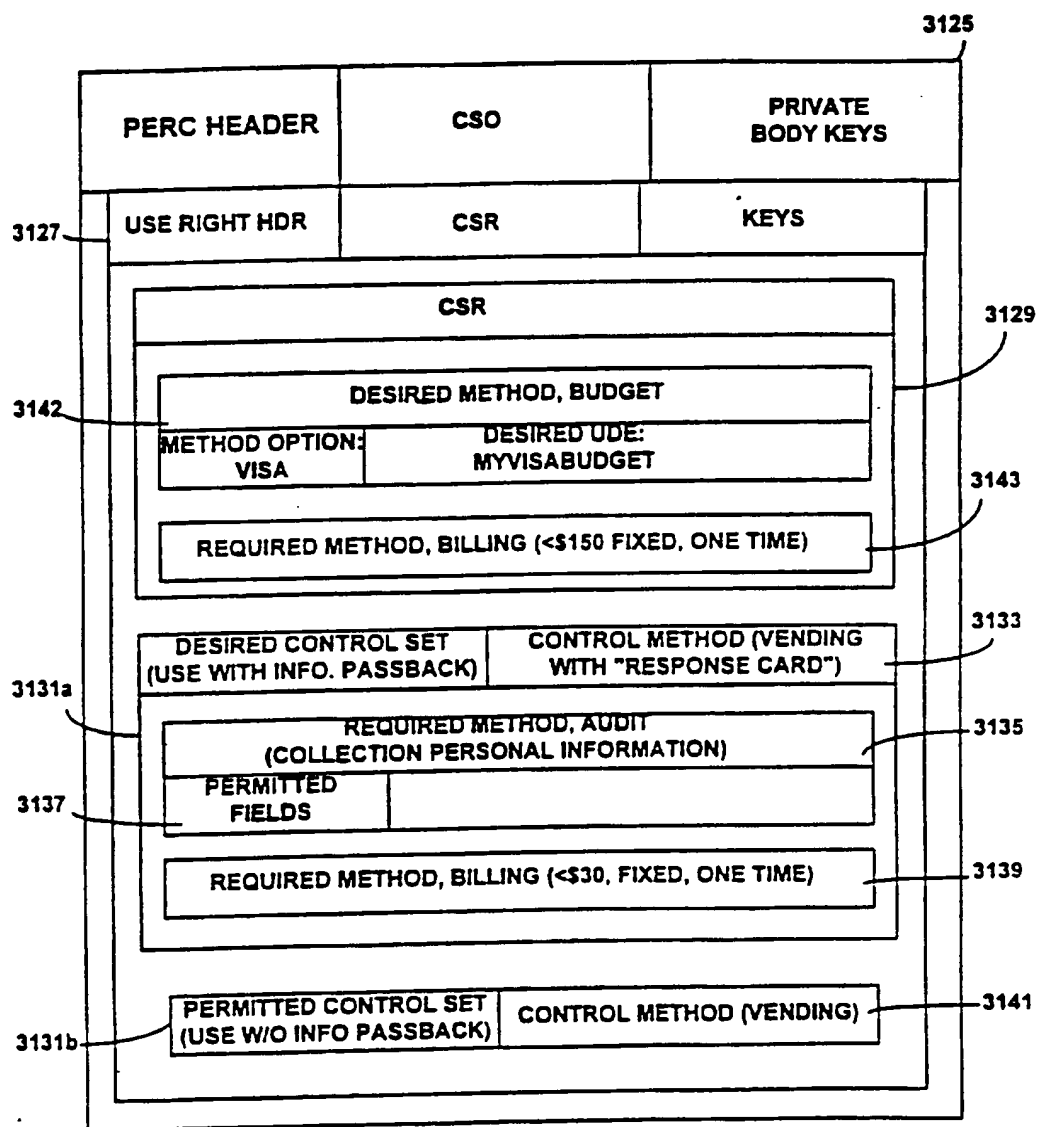 3125
PERC HEADER
CSO
PRIVATE
BODY KEYS
3127
USE RIGHT HDR
CSR
KEYS
CSR
3129
3142
DESIRED METHOD, BUDGET
METHOD OPTION:
VISA
DESIRED UDE:
MYVISABUDGET
3143
REQUIRED METHOD, BILLING (<$150 FIXED, ONE TIME)
3133
DESIRED CONTROL SET
(USE WITH INFO. PASSBACK)
CONTROL METHOD (VENDING
WITH "RESPONSE CARD")
3131a
REQUIRED METHOD, AUDIT
(COLLECTION PERSONAL INFORMATION)
3135
3137
PERMITTED
FIELDS
REQUIRED METHOD, BILLING (<$30, FIXED, ONE TIME)
3139
PERMITTED CONTROL SET
(USE W/O INFO PASSBACK)
CONTROL METHOD (VENDING)
3141
3131b